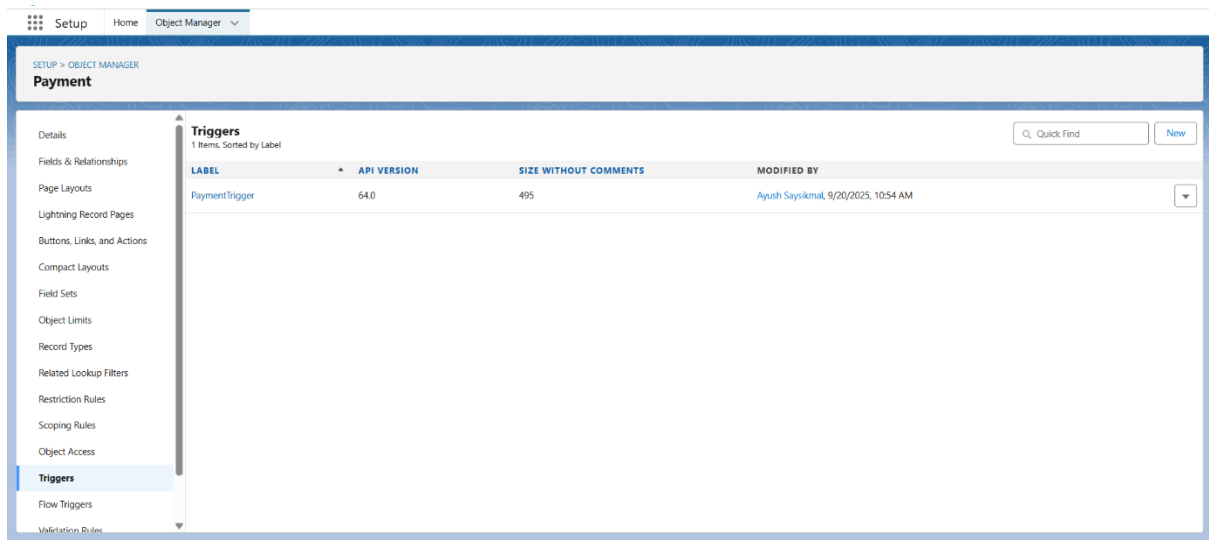 Setup Home Object Manager
SETUP > OBJECT MANAGER
Payment
Details
Fields & Relationships
Page Layouts
Lightning Record Pages
Buttons, Links, and Actions
Compact Layouts
Field Sets
Object Limits
Record Types
Related Lookup Filters
Restriction Rules
Scoping Rules
Object Access
Triggers
Flow Triggers
Validation Rules
Triggers
1 Items, Sorted by Label
Quick Find
New
LABEL API VERSION SIZE WITHOUT COMMENTS MODIFIED BY
PaymentTrigger 64.0 495 Ayush Saysikmal, 9/20/2025, 10:54 AM